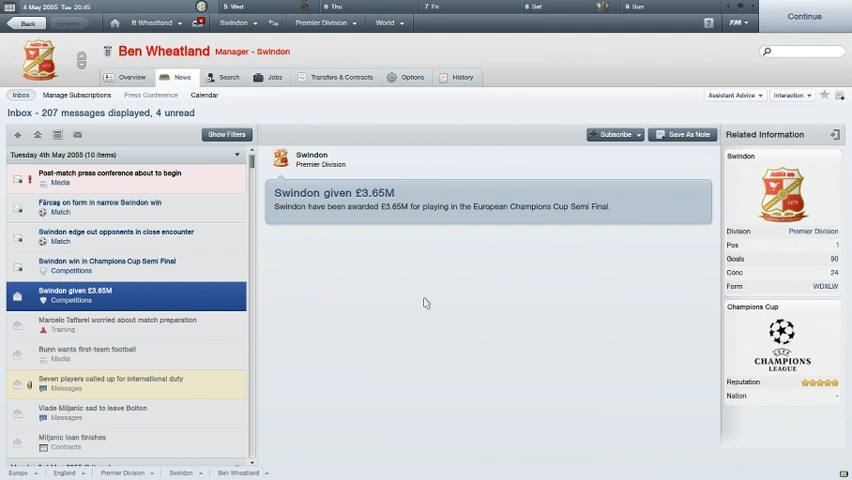 4 May 2055 Tue 20:45
5 Wed
6 Thu
7 Fri
8 Sat
9 Sun
Back
Forward
B Wheatland
Swindon
Premier Division
World
?
FM
Continue
Ben Wheatland Manager - Swindon
Overview
News
Search
Jobs
Transfers & Contracts
Options
History
Inbox
Manage Subscriptions
Press Conference
Calendar
Assistant Advice
Interaction
Inbox - 207 messages displayed, 4 unread
Show Filters
Subscribe
Save As Note
Related Information
Tuesday 4th May 2055 (10 items)
Post-match press conference about to begin
Media
Fârcaş on form in narrow Swindon win
Match
Swindon edge out opponents in close encounter
Match
Swindon win in Champions Cup Semi Final
Competitions
Swindon given £3.65M
Competitions
Marcelo Taffarel worried about match preparation
Training
Bunn wants first-team football
Media
Seven players called up for international duty
Messages
Vlade Miljanic sad to leave Bolton
Messages
Miljanic loan finishes
Contracts
Swindon
Premier Division
Swindon given £3.65M
Swindon have been awarded £3.65M for playing in the European Champions Cup Semi Final.
Swindon
Division Premier Division
Pos 1
Goals 90
Conc 24
Form WDXLW
Champions Cup
CHAMPIONS
LEAGUE
Reputation
Nation -
Europe
England
Premier Division
Swindon
Ben Wheatland